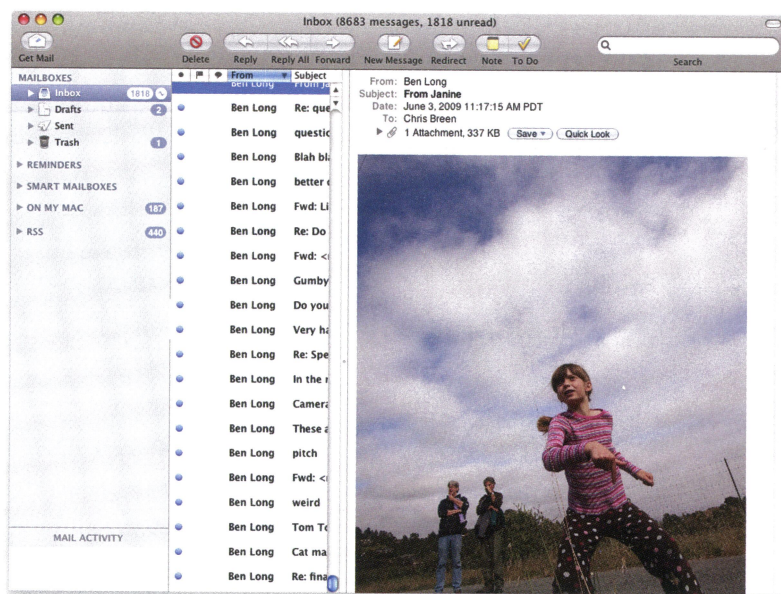 Inbox (8683 messages, 1818 unread)
Get Mail
Delete
Reply Reply All Forward
New Message Redirect
Note To Do
Search
MAILBOXES
Inbox 1818
Drafts 2
Sent
Trash 1
REMINDERS
SMART MAILBOXES
ON MY MAC 187
RSS 440
MAIL ACTIVITY
From Subject
Ben Long From Ja
Ben Long Re: que
Ben Long questic
Ben Long Blah bl
Ben Long better
Ben Long Fwd: Li
Ben Long Re: Do
Ben Long Fwd: <
Ben Long Gumby
Ben Long Do you
Ben Long Very ha
Ben Long Re: Spe
Ben Long In the
Ben Long Camera
Ben Long These a
Ben Long pitch
Ben Long Fwd: <
Ben Long weird
Ben Long Tom To
Ben Long Cat ma
Ben Long Re: fina
From: Ben Long
Subject: From Janine
Date: June 3, 2009 11:17:15 AM PDT
To: Chris Breen
1 Attachment, 337 KB Save Quick Look